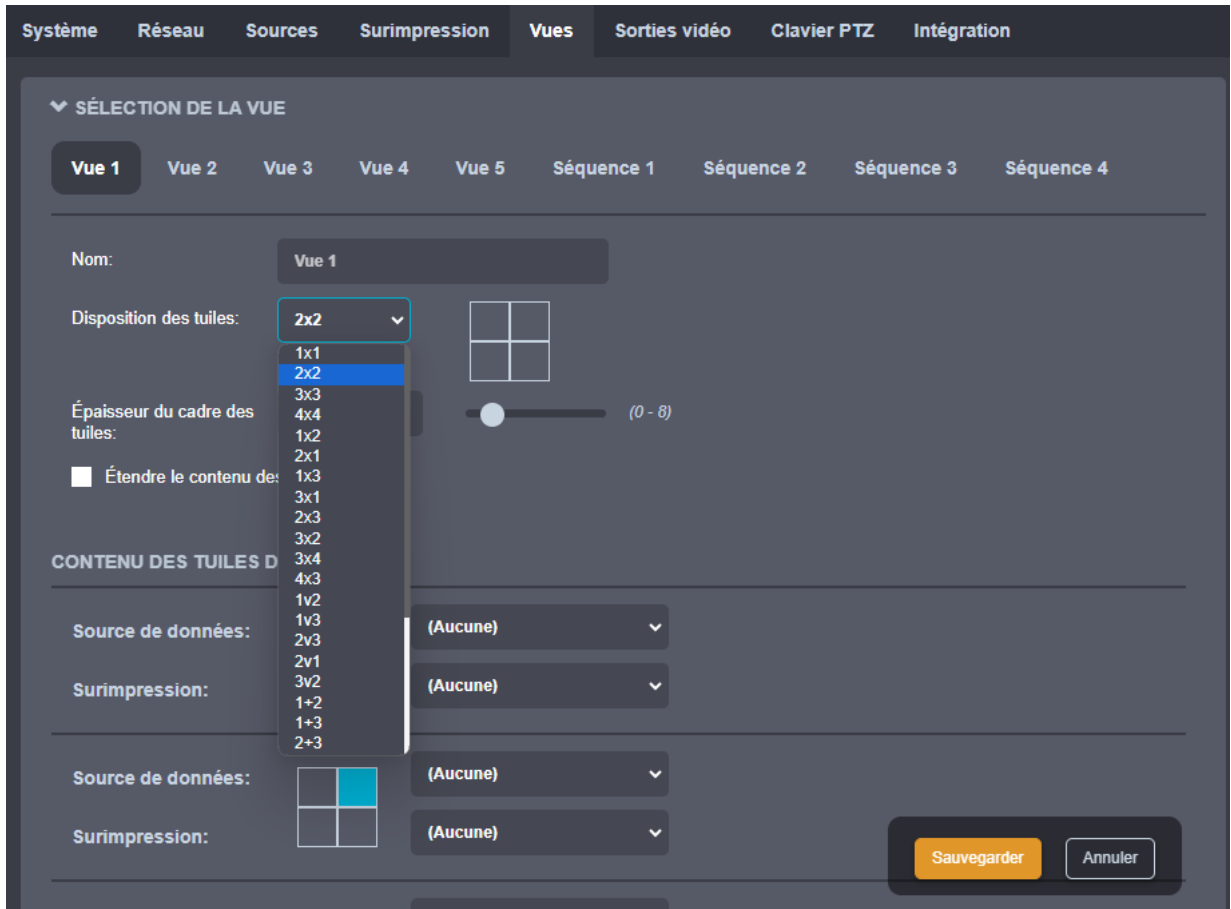 Système Réseau Sources Surimpression Vues Sorties vidéo Clavier PTZ Intégration
SÉLECTION DE LA VUE
Vue 1 Vue 2 Vue 3 Vue 4 Vue 5 Séquence 1 Séquence 2 Séquence 3 Séquence 4
Nom: Vue 1
Disposition des tuiles: 2x2
1x1
2x2
3x3
4x4
1x2
2x1
1x3
3x1
2x3
3x2
3x4
4x3
1v2
1v3
2v3
2v1
3v2
1+2
1+3
2+3
Épaisseur du cadre des
tuiles:
(0 - 8)
Étendre le contenu
CONTENU DES TUILES
Source de données: (Aucune)
Surimpression: (Aucune)
Source de données: (Aucune)
Surimpression: (Aucune)
Sauvegarder Annuler